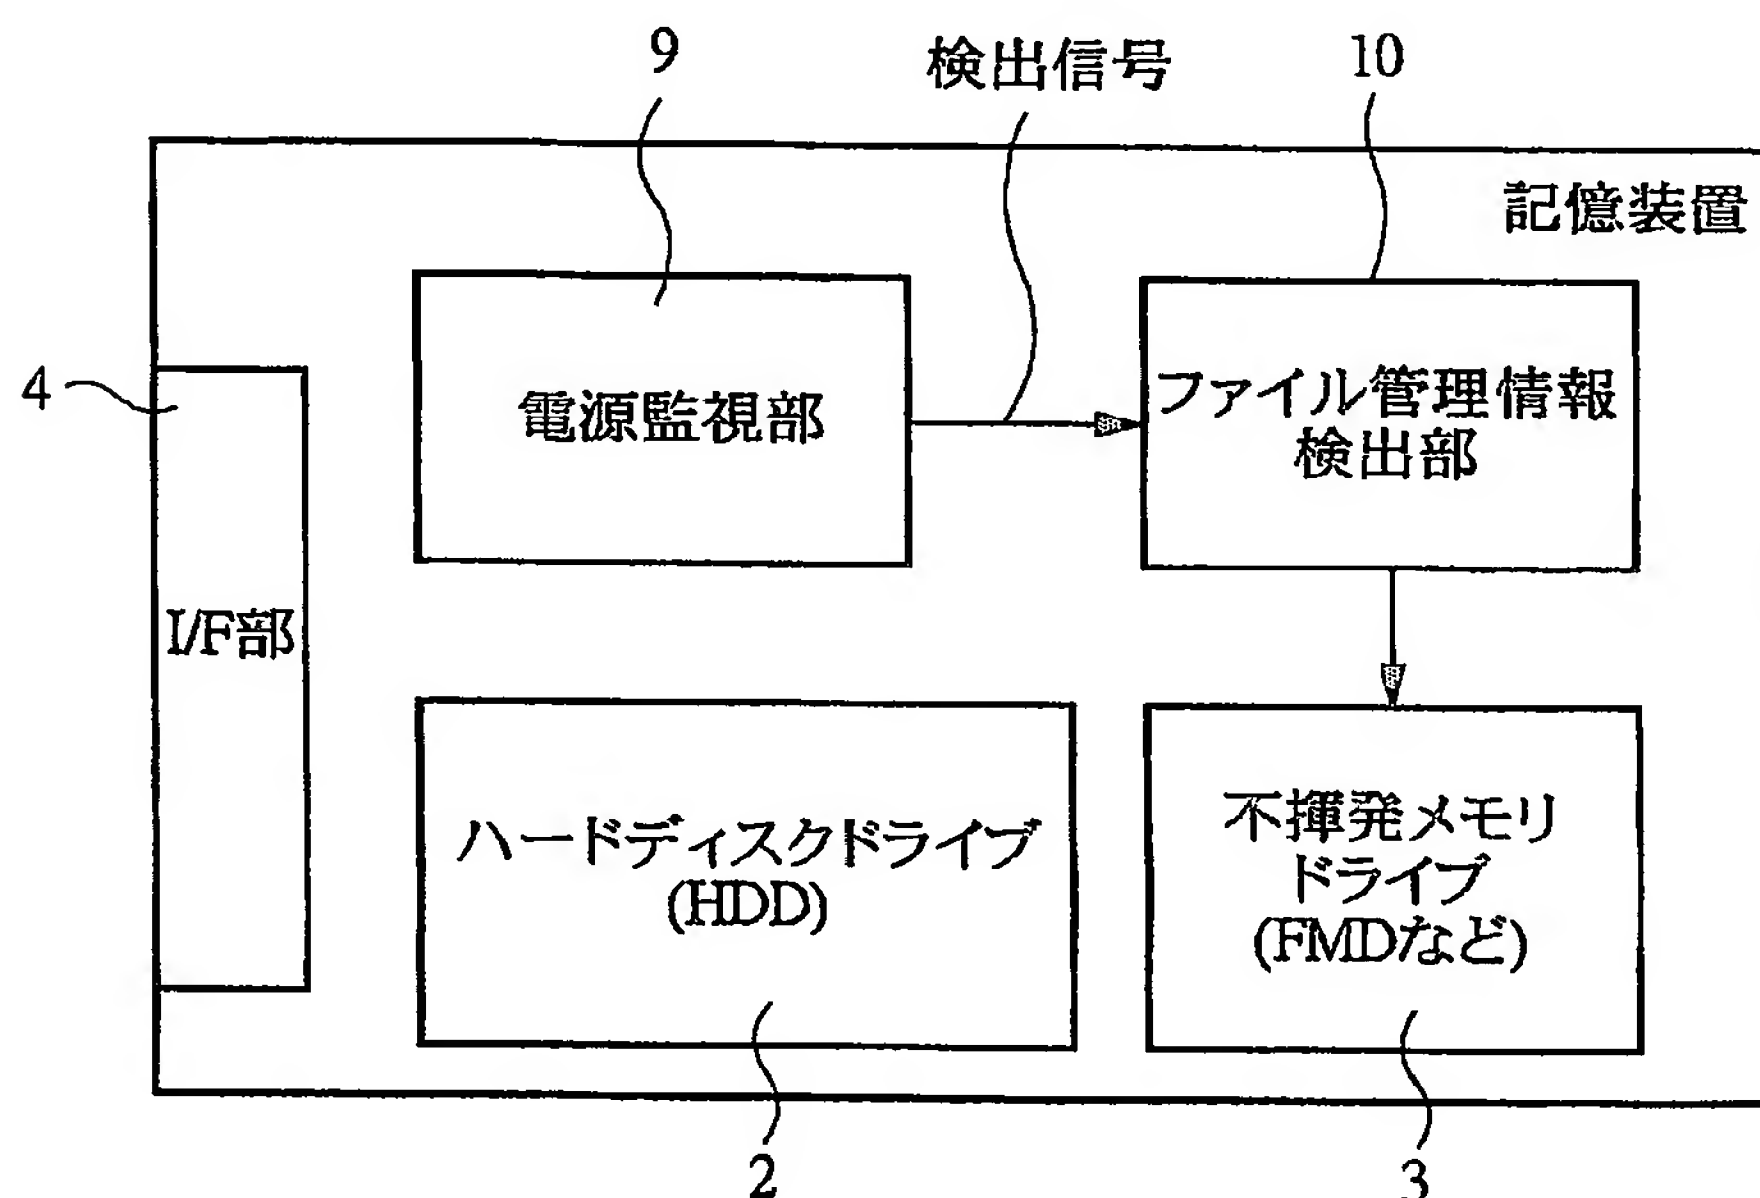 9
検出信号
10
記憶装置
4
電源監視部
ファイル管理情報
検出部
I/F部
ハードディスクドライブ
(HDD)
不揮発メモリ
ドライブ
(FMDなど)
2
3